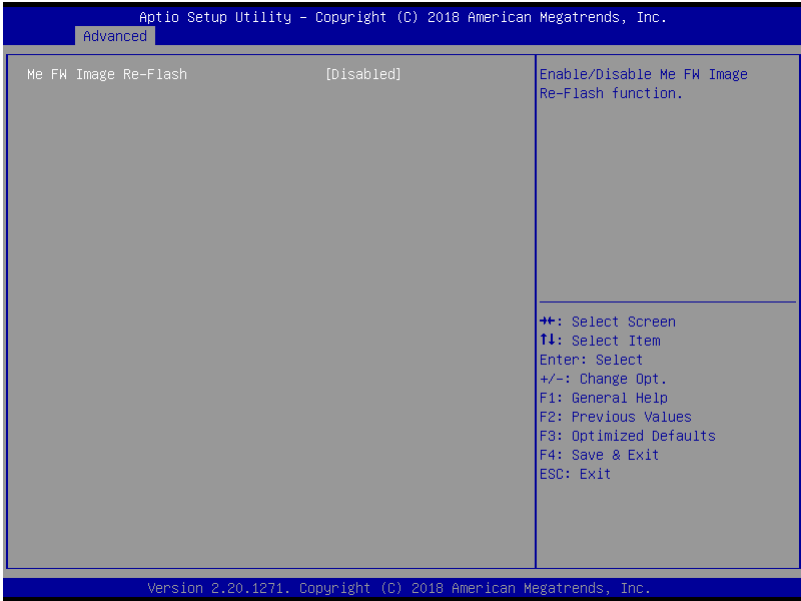 Aptio Setup Utility – Copyright (C) 2018 American Megatrends, Inc.
Advanced
Me FW Image Re-Flash [Disabled]
Enable/Disable Me FW Image
Re-Flash function.
→←: Select Screen
↑↓: Select Item
Enter: Select
+/-: Change Opt.
F1: General Help
F2: Previous Values
F3: Optimized Defaults
F4: Save & Exit
ESC: Exit
Version 2.20.1271. Copyright (C) 2018 American Megatrends, Inc.